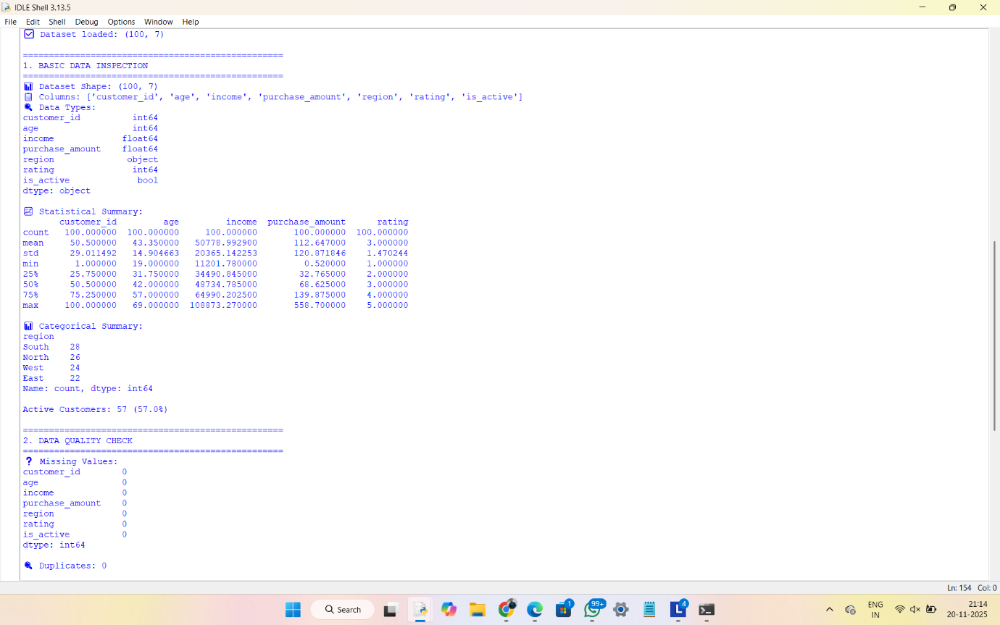 IDLE Shell 3.13.5
File Edit Shell Debug Options Window Help
Dataset loaded: (100, 7)
==================================================
1. BASIC DATA INSPECTION
==================================================
Dataset Shape: (100, 7)
Columns: ['customer_id', 'age', 'income', 'purchase_amount', 'region', 'rating', 'is_active']
Data Types:
customer_id int64
age int64
income float64
purchase_amount float64
region object
rating int64
is_active bool
dtype: object
Statistical Summary:
customer_id age income purchase_amount rating
count 100.000000 100.000000 100.000000 100.000000 100.000000
mean 50.500000 43.350000 50778.992900 112.647000 3.000000
std 29.011492 14.904663 20365.142253 120.871846 1.470244
min 1.000000 19.000000 11201.780000 0.520000 1.000000
25% 25.750000 31.750000 34490.845000 32.765000 2.000000
50% 50.500000 42.000000 48734.785000 68.625000 3.000000
75% 75.250000 57.000000 64990.202500 139.875000 4.000000
max 100.000000 69.000000 108873.270000 558.700000 5.000000
Categorical Summary:
region
South 28
North 26
West 24
East 22
Name: count, dtype: int64
Active Customers: 57 (57.0%)
==================================================
2. DATA QUALITY CHECK
==================================================
? Missing Values:
customer_id 0
age 0
income 0
purchase_amount 0
region 0
rating 0
is_active 0
dtype: int64
Duplicates: 0
Ln: 154 Col: 0
Search
1
99+
L
4
ENG
IN
21:14
20-11-2025